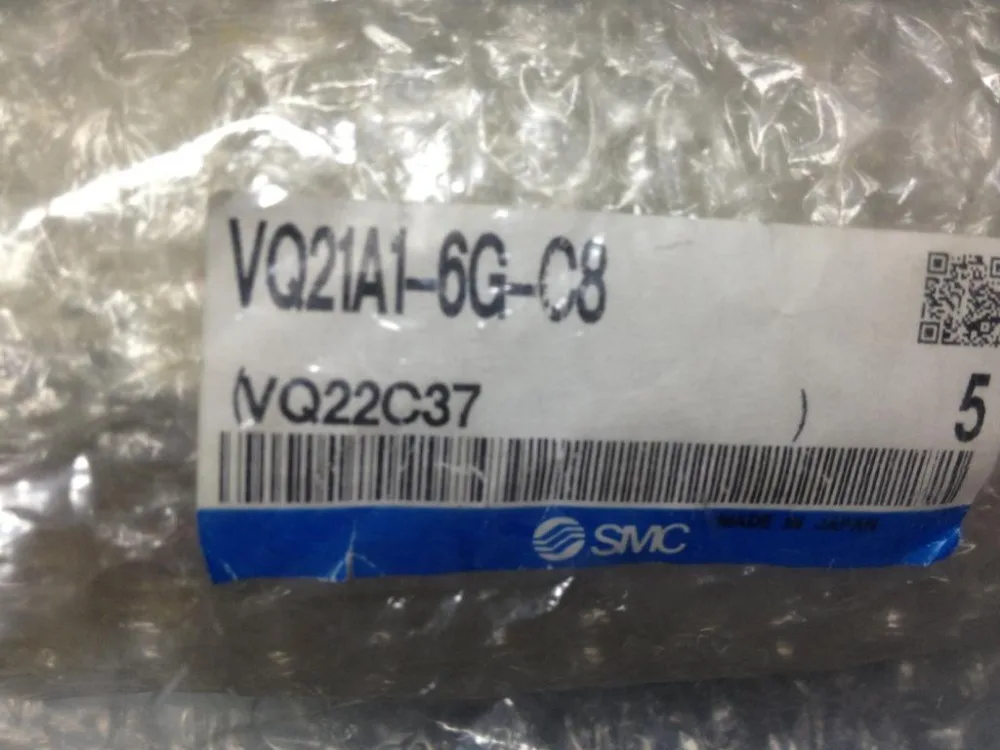 VQ21A1-6G-C8
(VQ22C37 )
5
SMC
MADE IN JAPAN